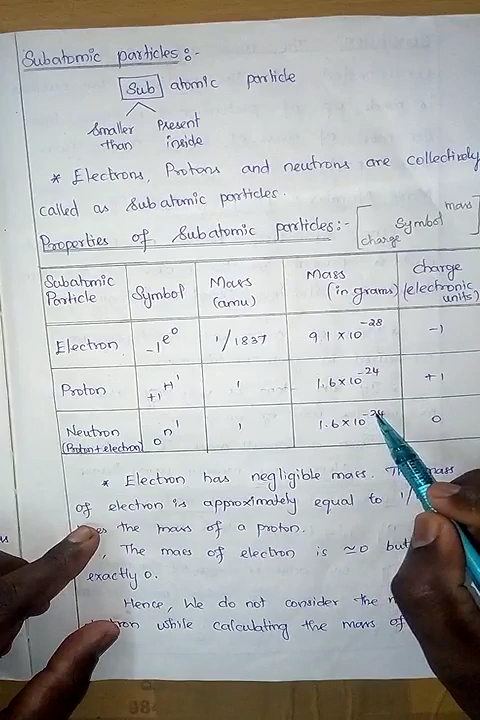 Subatomic particles :-
Sub atomic particle
Smaller than Present inside
* Electrons, Protons and neutrons are collectively
called as Subatomic particles.
Properties of Subatomic particles:- [charge Symbol mass]
Subatomic Particle Symbol Mass (amu) Mass (in grams) Charge (electronic units)
Electron ₋₁e⁰ 1/1837 9.1 × 10⁻²⁸ -1
Proton ₊₁H¹ 1 1.6 × 10⁻²⁴ +1
Neutron (Proton + electron) ₀n¹ 1 1.6 × 10⁻²⁴ 0
* Electron has negligible mass. The mass
of electron is approximately equal to 1/
the mass of a proton.
The mass of electron is ≃0 but
exactly 0.
Hence, We do not consider the
while calculating the mass of